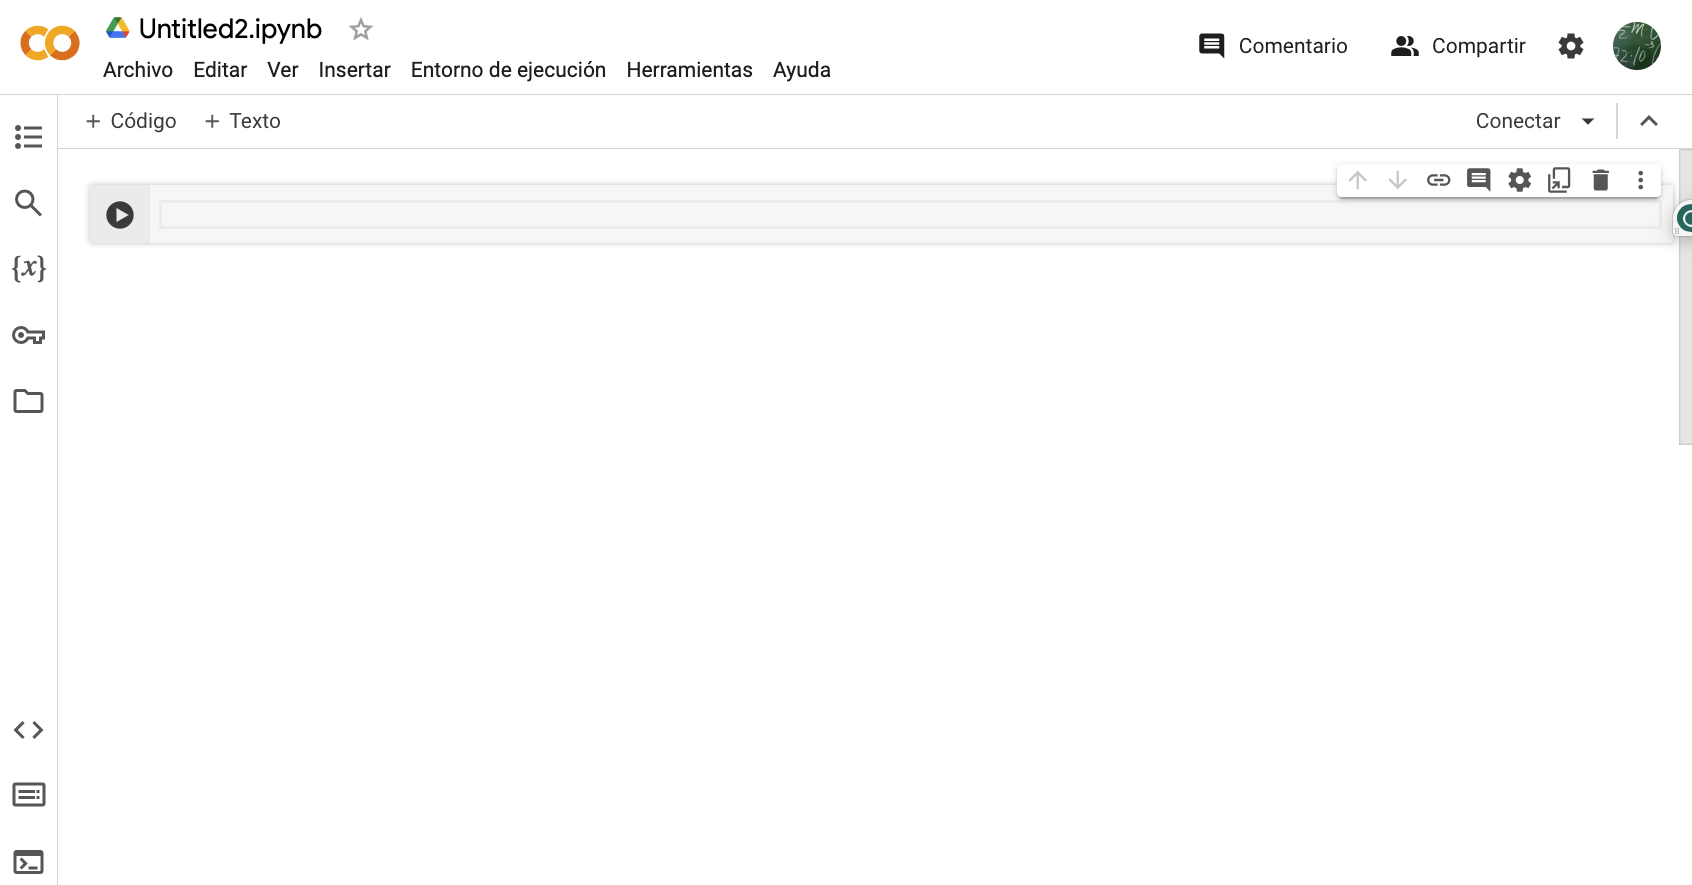 Untitled2.ipynb
Comentario Compartir
Archivo Editar Ver Insertar Entorno de ejecución Herramientas Ayuda
+ Código + Texto Conectar
{x}